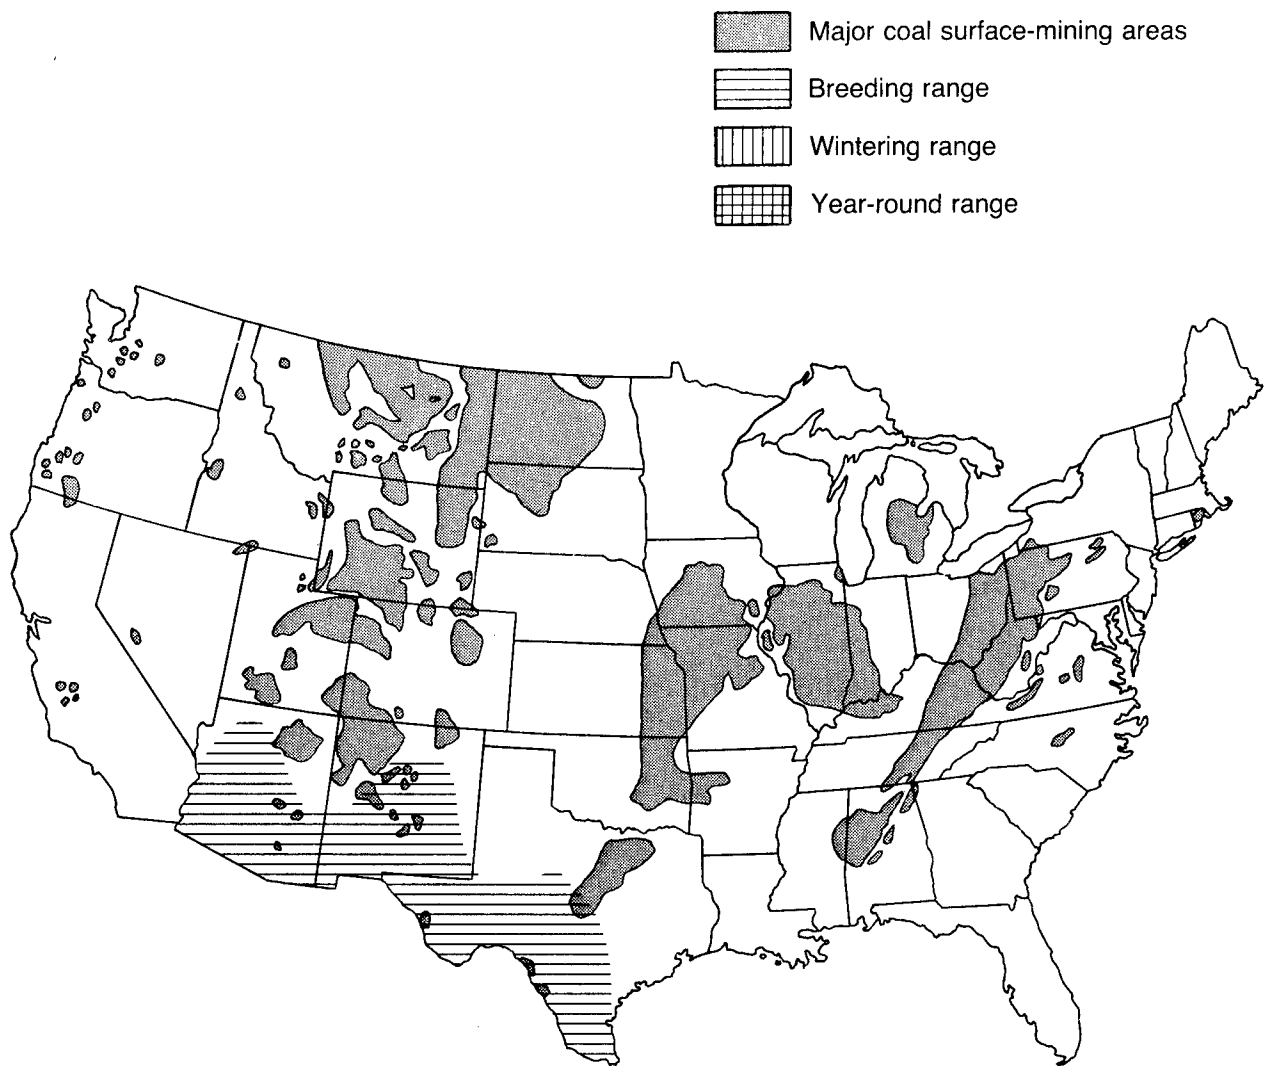 Major coal surface-mining areas
Breeding range
Wintering range
Year-round range